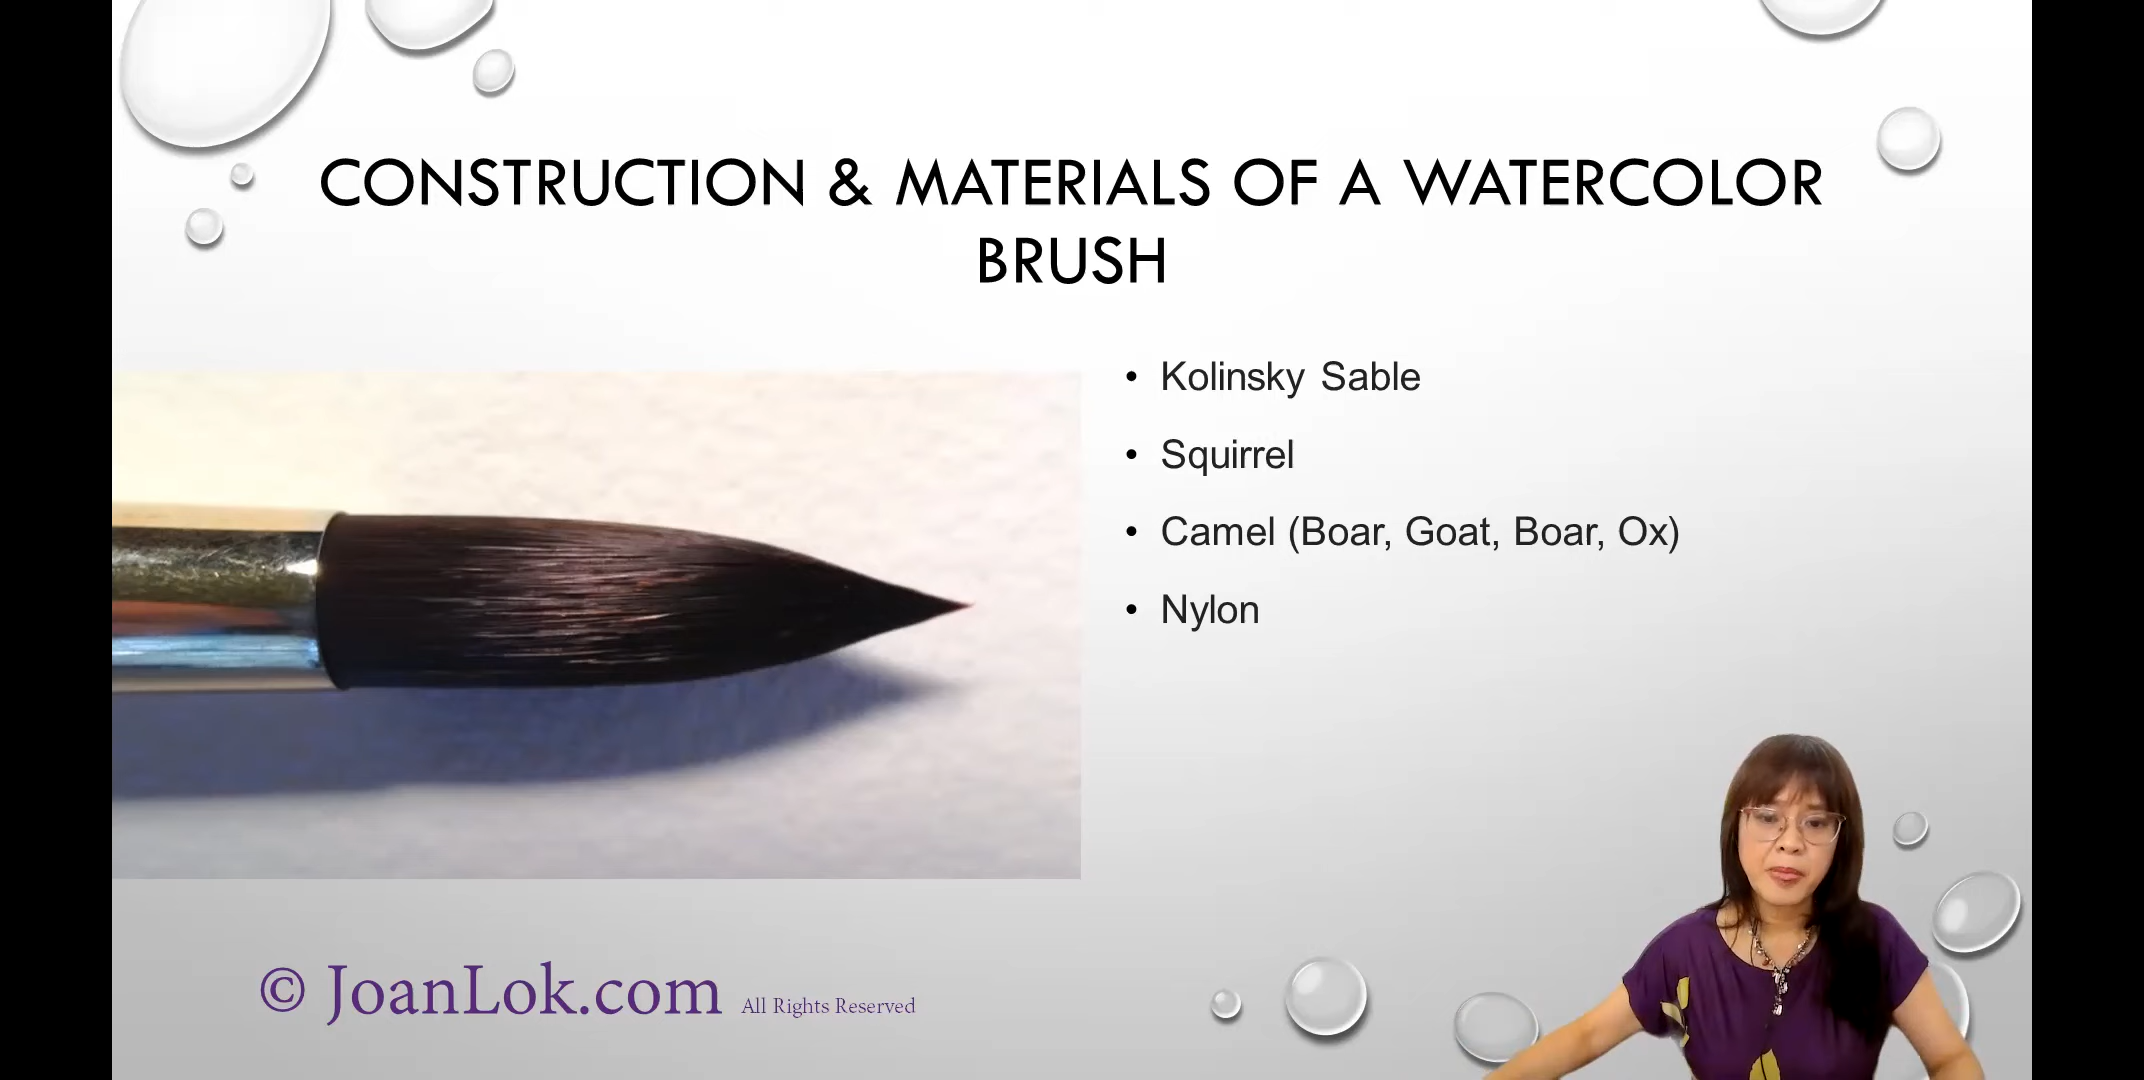 CONSTRUCTION & MATERIALS OF A WATERCOLOR
BRUSH
• Kolinsky Sable
• Squirrel
• Camel (Boar, Goat, Boar, Ox)
• Nylon
© JoanLok.com All Rights Reserved